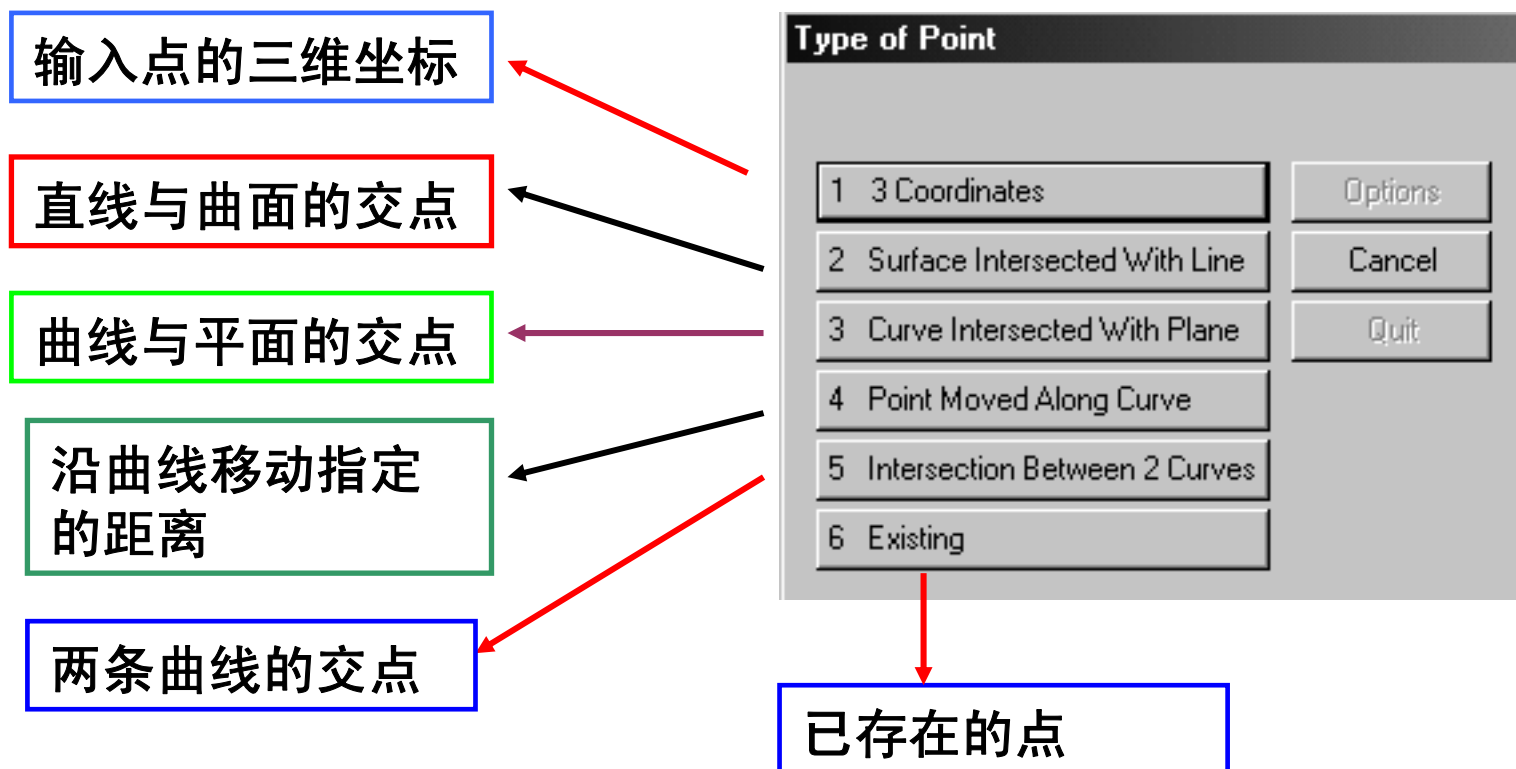 输入点的三维坐标
直线与曲面的交点
曲线与平面的交点
沿曲线移动指定
的距离
两条曲线的交点
Type of Point
1 3 Coordinates
Options
2 Surface Intersected With Line
Cancel
3 Curve Intersected With Plane
Quit
4 Point Moved Along Curve
5 Intersection Between 2 Curves
6 Existing
已存在的点